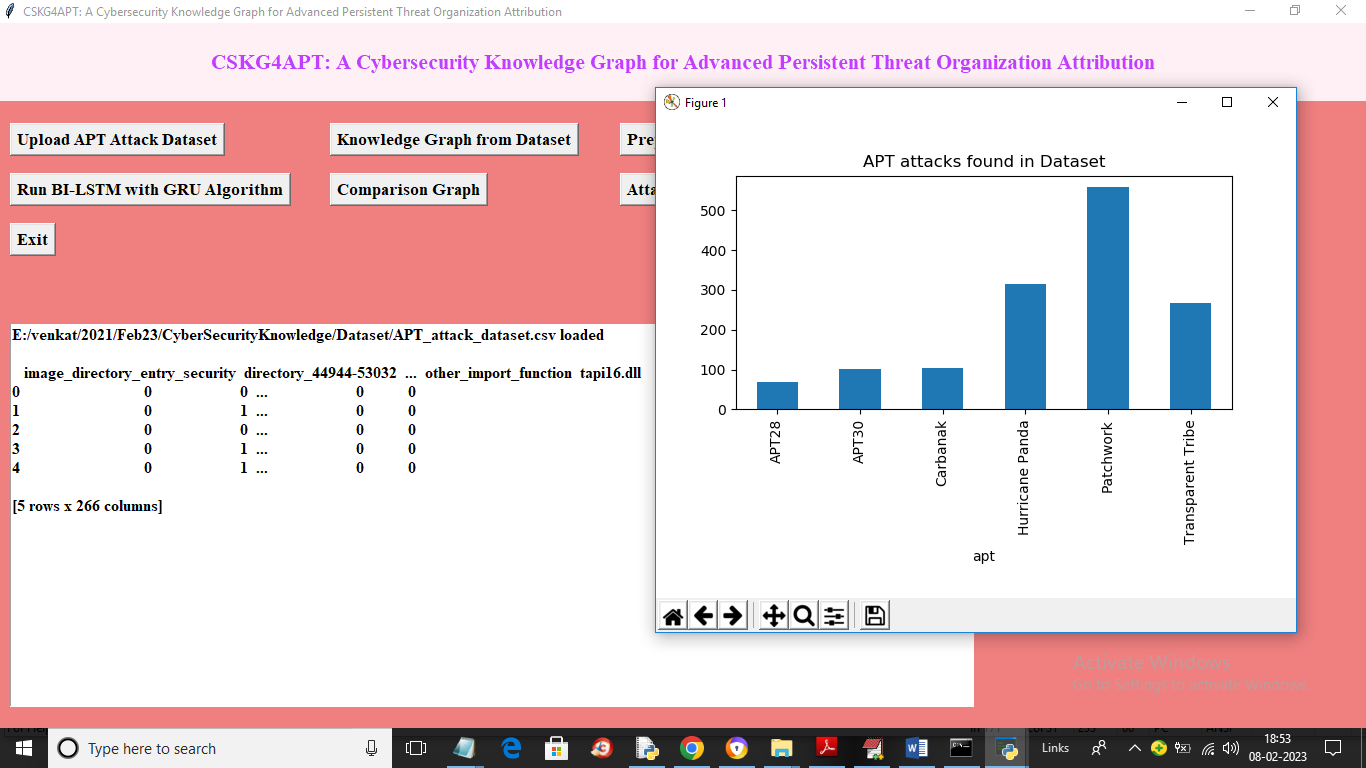 CSKG4APT: A Cybersecurity Knowledge Graph for Advanced Persistent Threat Organization Attribution
CSKG4APT: A Cybersecurity Knowledge Graph for Advanced Persistent Threat Organization Attribution
Upload APT Attack Dataset
Knowledge Graph from Dataset
Run BI-LSTM with GRU Algorithm
Comparison Graph
Exit
E:/venkat/2021/Feb23/CyberSecurityKnowledge/Dataset/APT_attack_dataset.csv loaded
image_directory_entry_security directory_44944-53032 ... other_import_function tapi16.dll
0 0 0 ... 0 0
1 0 1 ... 0 0
2 0 0 ... 0 0
3 0 1 ... 0 0
4 0 1 ... 0 0
[5 rows x 266 columns]
Figure 1
APT attacks found in Dataset
500
400
300
200
100
0
APT28
APT30
Carbanak
Hurricane Panda
Patchwork
Transparent Tribe
apt
Activate Windows
Go to Settings to activate Windows.
Type here to search
Links
18:53
08-02-2023